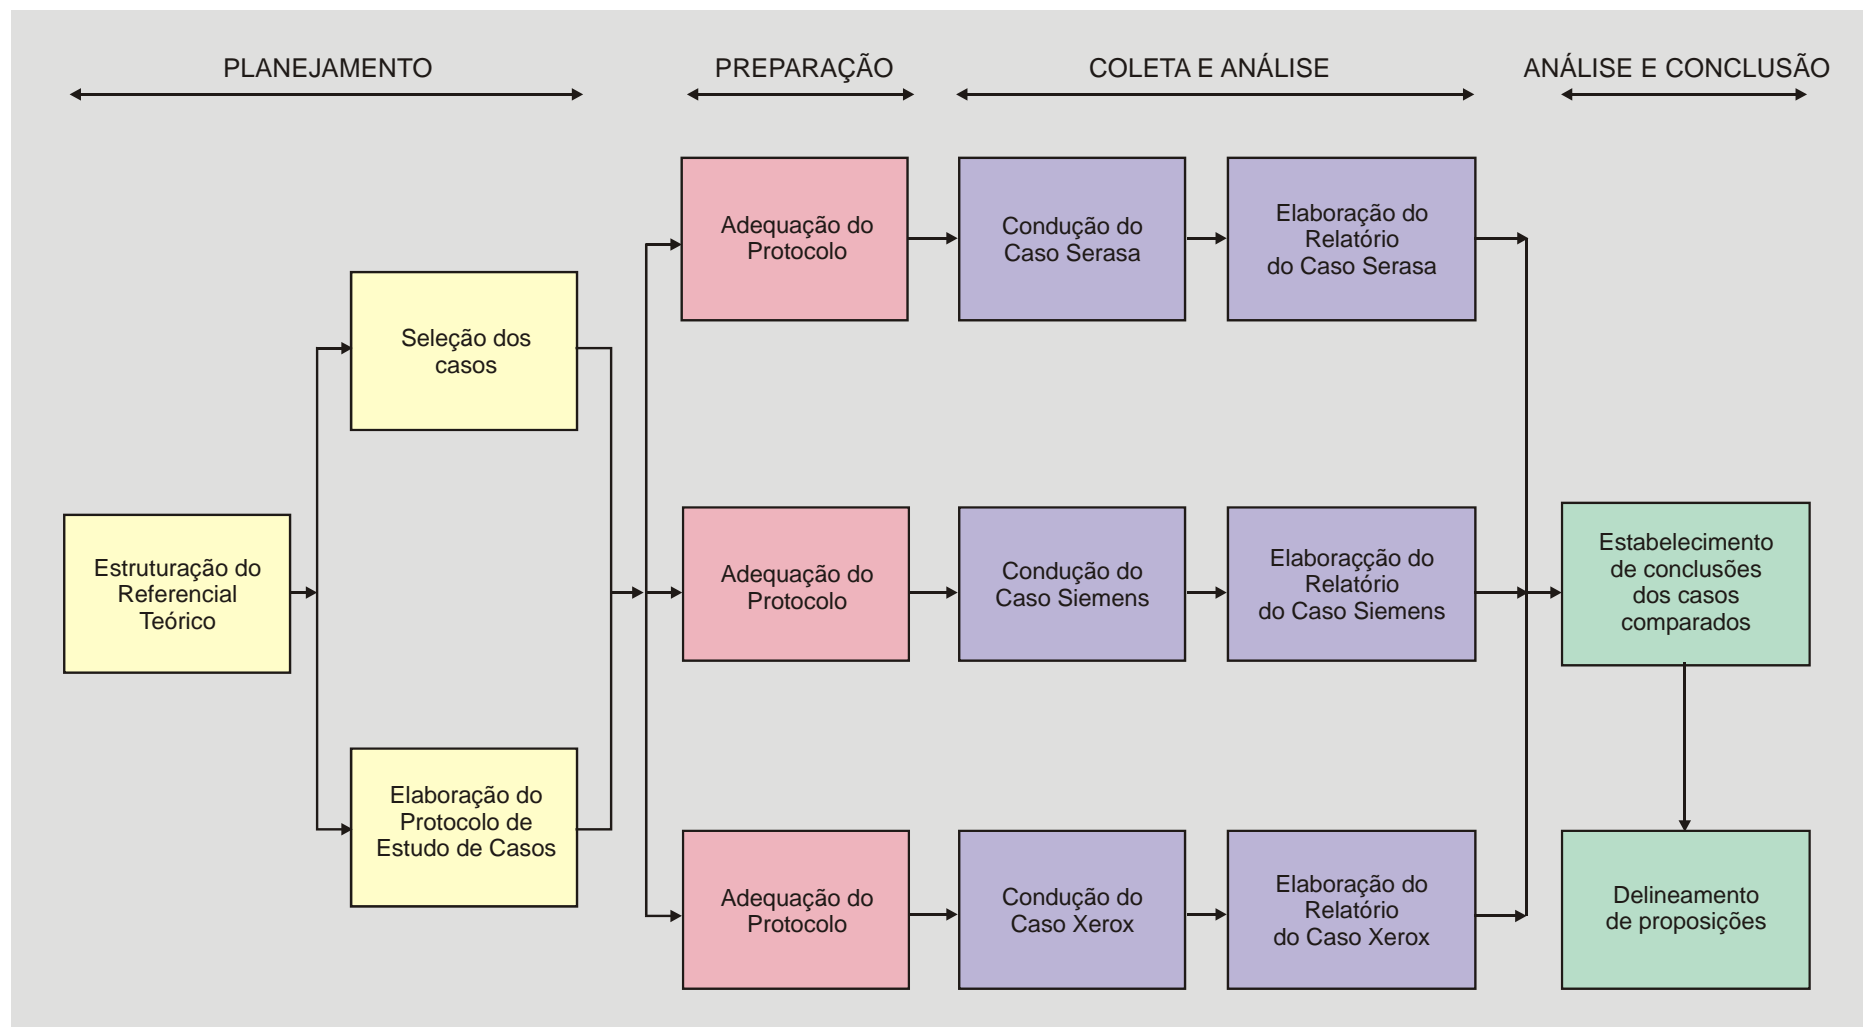 PLANEJAMENTO
PREPARAÇÃO
COLETA E ANÁLISE
ANÁLISE E CONCLUSÃO
Estruturação do
Referencial
Teórico
Seleção dos
casos
Elaboração do
Protocolo de
Estudo de Casos
Adequação do
Protocolo
Condução do
Caso Serasa
Elaboração do
Relatório
do Caso Serasa
Adequação do
Protocolo
Condução do
Caso Siemens
Elaboraçção do
Relatório
do Caso Siemens
Adequação do
Protocolo
Condução do
Caso Xerox
Elaboração do
Relatório
do Caso Xerox
Estabelecimento
de conclusões
dos casos
comparados
Delineamento
de proposições